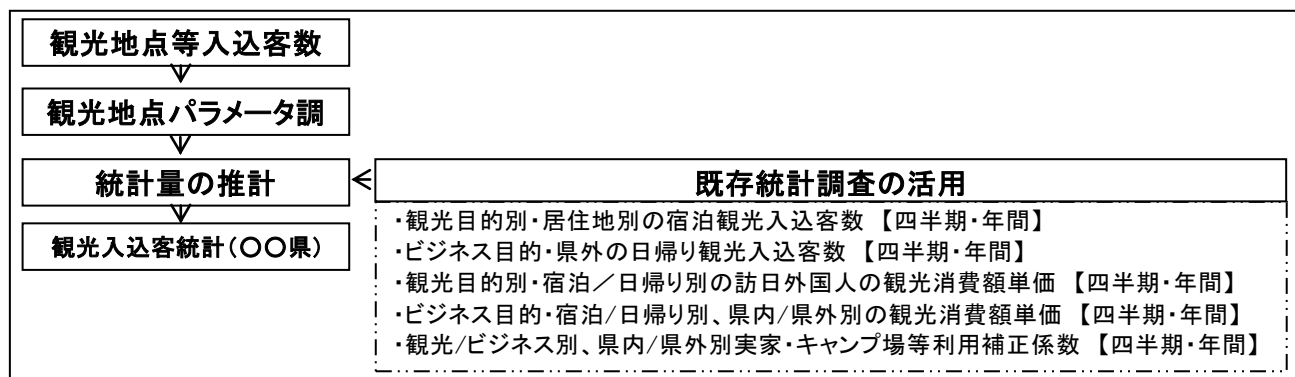 観光地点等入込客数
観光地点パラメータ調
統計量の推計
観光入込客統計(○○県)
既存統計調査の活用
・観光目的別・居住地別の宿泊観光入込客数 【四半期・年間】
・ビジネス目的・県外の日帰り観光入込客数 【四半期・年間】
・観光目的別・宿泊／日帰り別の訪日外国人の観光消費額単価 【四半期・年間】
・ビジネス目的・宿泊/日帰り別、県内/県外別の観光消費額単価 【四半期・年間】
・観光/ビジネス別、県内/県外別実家・キャンプ場等利用補正係数 【四半期・年間】